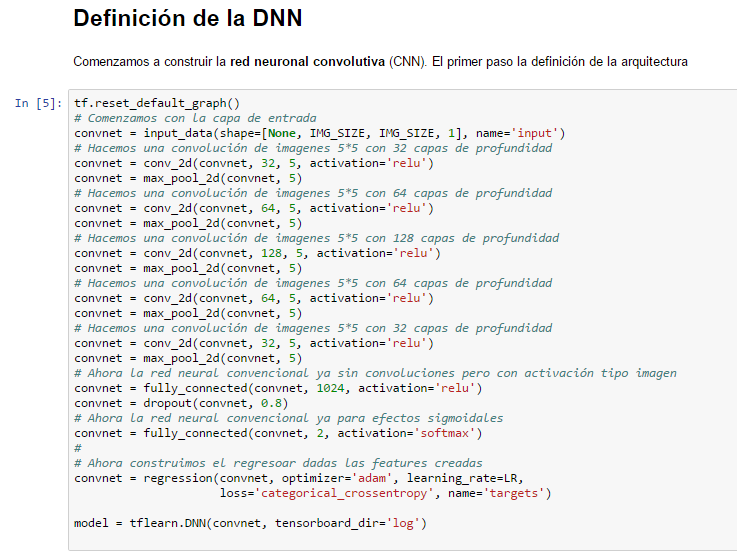 Definición de la DNN
Comenzamos a construir la red neuronal convolutiva (CNN). El primer paso la definición de la arquitectura
In [5]:
tf.reset_default_graph()
# Comenzamos con la capa de entrada
convnet = input_data(shape=[None, IMG_SIZE, IMG_SIZE, 1], name='input')
# Hacemos una convolución de imagenes 5*5 con 32 capas de profundidad
convnet = conv_2d(convnet, 32, 5, activation='relu')
convnet = max_pool_2d(convnet, 5)
# Hacemos una convolución de imagenes 5*5 con 64 capas de profundidad
convnet = conv_2d(convnet, 64, 5, activation='relu')
convnet = max_pool_2d(convnet, 5)
# Hacemos una convolución de imagenes 5*5 con 128 capas de profundidad
convnet = conv_2d(convnet, 128, 5, activation='relu')
convnet = max_pool_2d(convnet, 5)
# Hacemos una convolución de imagenes 5*5 con 64 capas de profundidad
convnet = conv_2d(convnet, 64, 5, activation='relu')
convnet = max_pool_2d(convnet, 5)
# Hacemos una convolución de imagenes 5*5 con 32 capas de profundidad
convnet = conv_2d(convnet, 32, 5, activation='relu')
convnet = max_pool_2d(convnet, 5)
# Ahora la red neural convencional ya sin convoluciones pero con activación tipo imagen
convnet = fully_connected(convnet, 1024, activation='relu')
convnet = dropout(convnet, 0.8)
# Ahora la red neural convencional ya para efectos sigmoidales
convnet = fully_connected(convnet, 2, activation='softmax')
#
# Ahora construimos el regresoar dadas las features creadas
convnet = regression(convnet, optimizer='adam', learning_rate=LR,
loss='categorical_crossentropy', name='targets')
model = tflearn.DNN(convnet, tensorboard_dir='log')